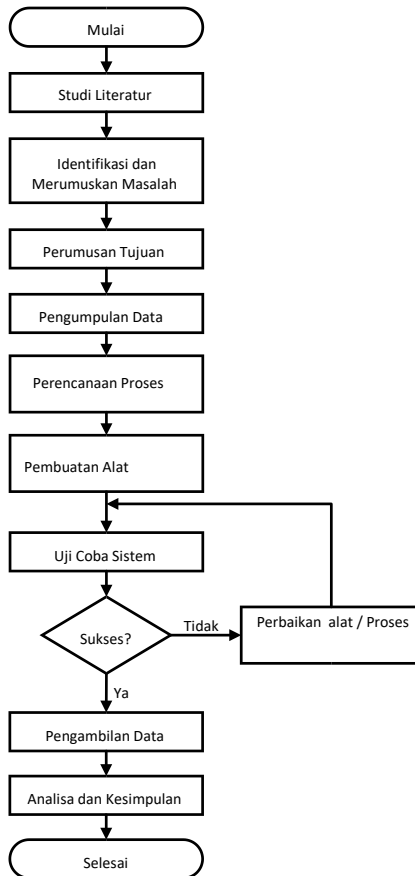 Mulai
Studi Literatur
Identifikasi dan
Merumuskan Masalah
Perumusan Tujuan
Pengumpulan Data
Perencanaan Proses
Pembuatan Alat
Uji Coba Sistem
Sukses?
Tidak
Perbaikan alat / Proses
Ya
Pengambilan Data
Analisa dan Kesimpulan
Selesai